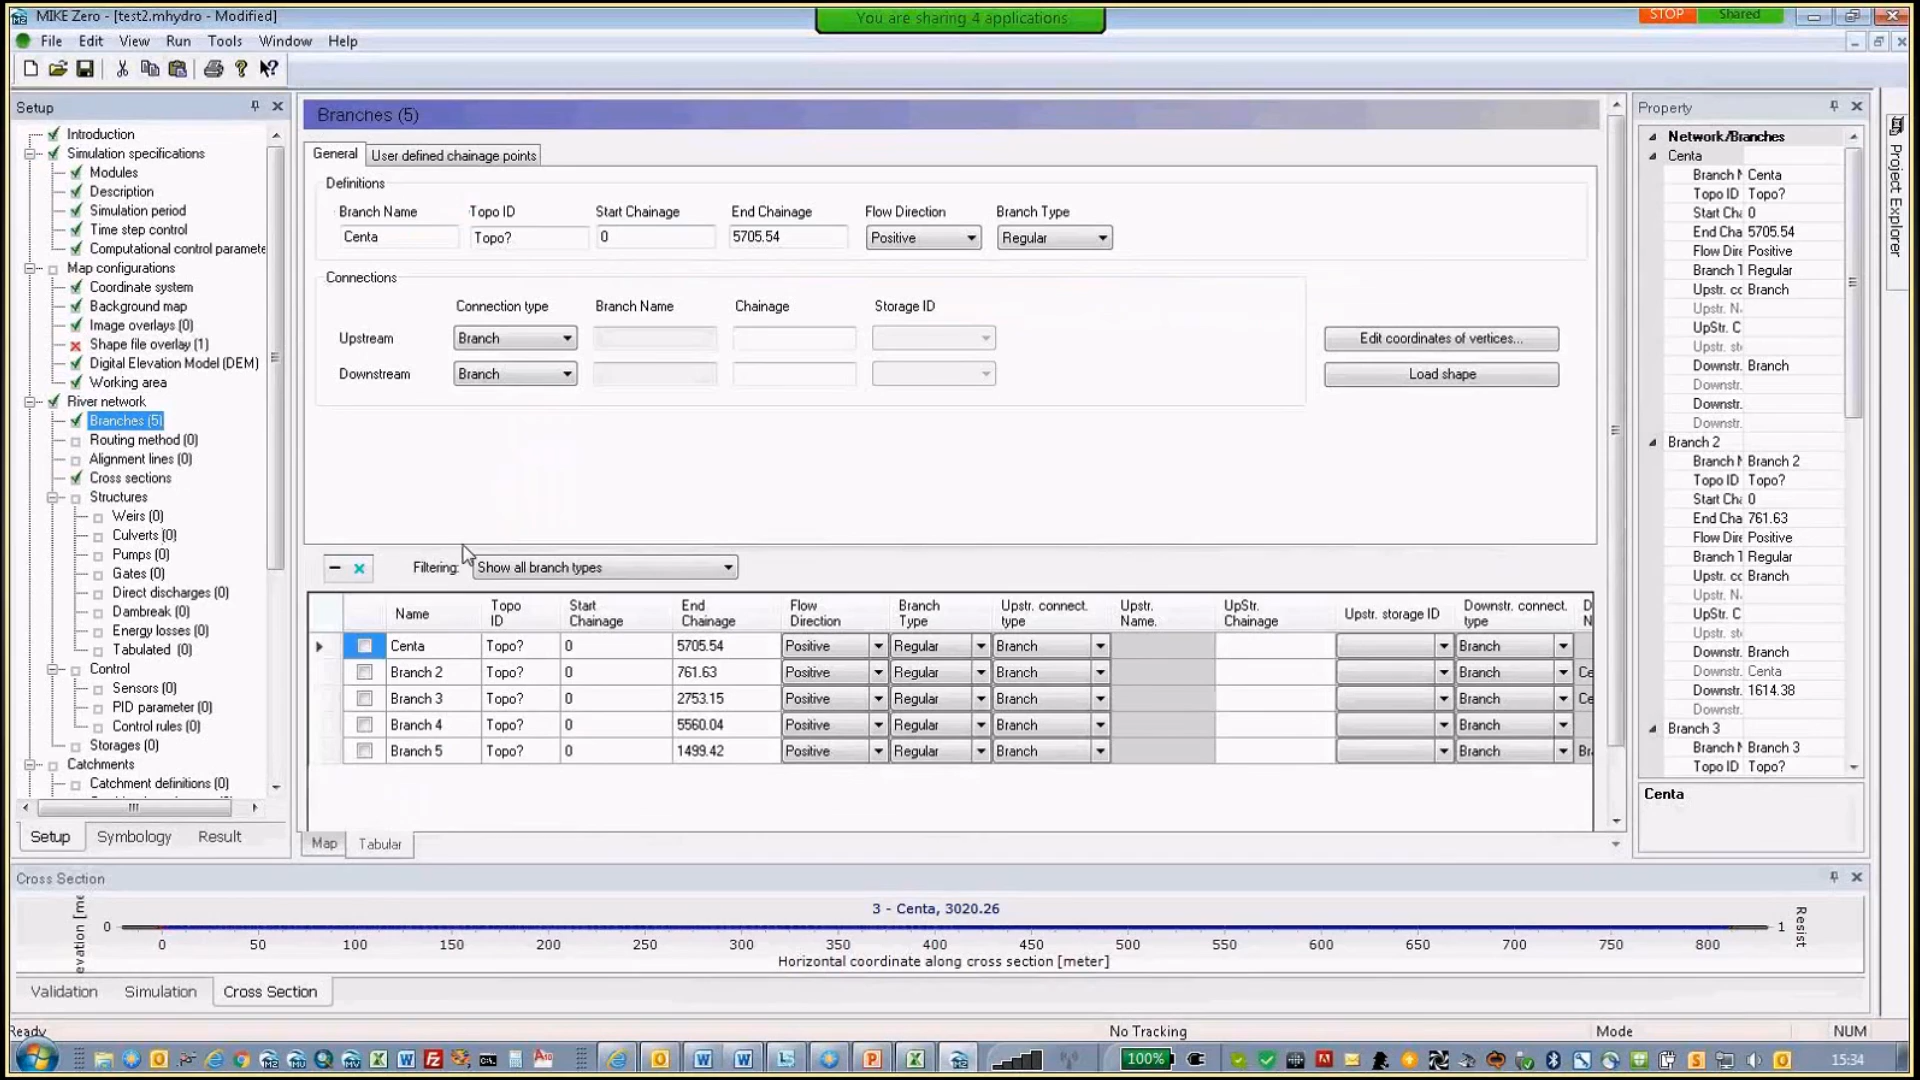 MIKE Zero - [test2.mhydro - Modified]
You are sharing 4 applications
STOP
Shared
File Edit View Run Tools Window Help
Setup
Introduction
Simulation specifications
Modules
Description
Simulation period
Time step control
Computational control paramete
Map configurations
Coordinate system
Background map
Image overlays (0)
Shape file overlay (1)
Digital Elevation Model (DEM)
Working area
River network
Branches (5)
Routing method (0)
Alignment lines (0)
Cross sections
Structures
Weirs (0)
Culverts (0)
Pumps (0)
Gates (0)
Direct discharges (0)
Dambreak (0)
Energy losses (0)
Tabulated (0)
Control
Sensors (0)
PID parameter (0)
Control rules (0)
Storages (0)
Catchments
Catchment definitions (0)
Setup Symbology Result
Branches (5)
General User defined chainage points
Definitions
Branch Name Topo ID Start Chainage End Chainage Flow Direction Branch Type
Centa Topo? 0 5705.54 Positive Regular
Connections
Connection type Branch Name Chainage Storage ID
Upstream Branch Edit coordinates of vertices...
Downstream Branch Load shape
Filtering: Show all branch types
Name Topo ID Start Chainage End Chainage Flow Direction Branch Type Upstr. connect. type Upstr. Name. UpStr. Chainage Upstr. storage ID Downstr. connect. type D N
Centa Topo? 0 5705.54 Positive Regular Branch Branch
Branch 2 Topo? 0 761.63 Positive Regular Branch Branch Ce
Branch 3 Topo? 0 2753.15 Positive Regular Branch Branch Ce
Branch 4 Topo? 0 5560.04 Positive Regular Branch Branch
Branch 5 Topo? 0 1499.42 Positive Regular Branch Branch Bra
Map Tabular
Property
Network/Branches
Centa
Branch N Centa
Topo ID Topo?
Start Cha 0
End Cha 5705.54
Flow Dire Positive
Branch T Regular
Upstr. cc Branch
Upstr. N
UpStr. C
Upstr. sto
Downstr. Branch
Downstr.
Downstr.
Downstr.
Branch 2
Branch N Branch 2
Topo ID Topo?
Start Cha 0
End Cha 761.63
Flow Dire Positive
Branch T Regular
Upstr. cc Branch
Upstr. N
UpStr. C
Upstr. sto
Downstr. Branch
Downstr. Centa
Downstr. 1614.38
Downstr.
Branch 3
Branch N Branch 3
Topo ID Topo?
Centa
Project Explorer
Cross Section
3 - Centa, 3020.26
evation [me
0
1
Resist
0 50 100 150 200 250 300 350 400 450 500 550 600 650 700 750 800
Horizontal coordinate along cross section [meter]
Validation Simulation Cross Section
Ready
No Tracking
Mode
NUM
100%
15:34